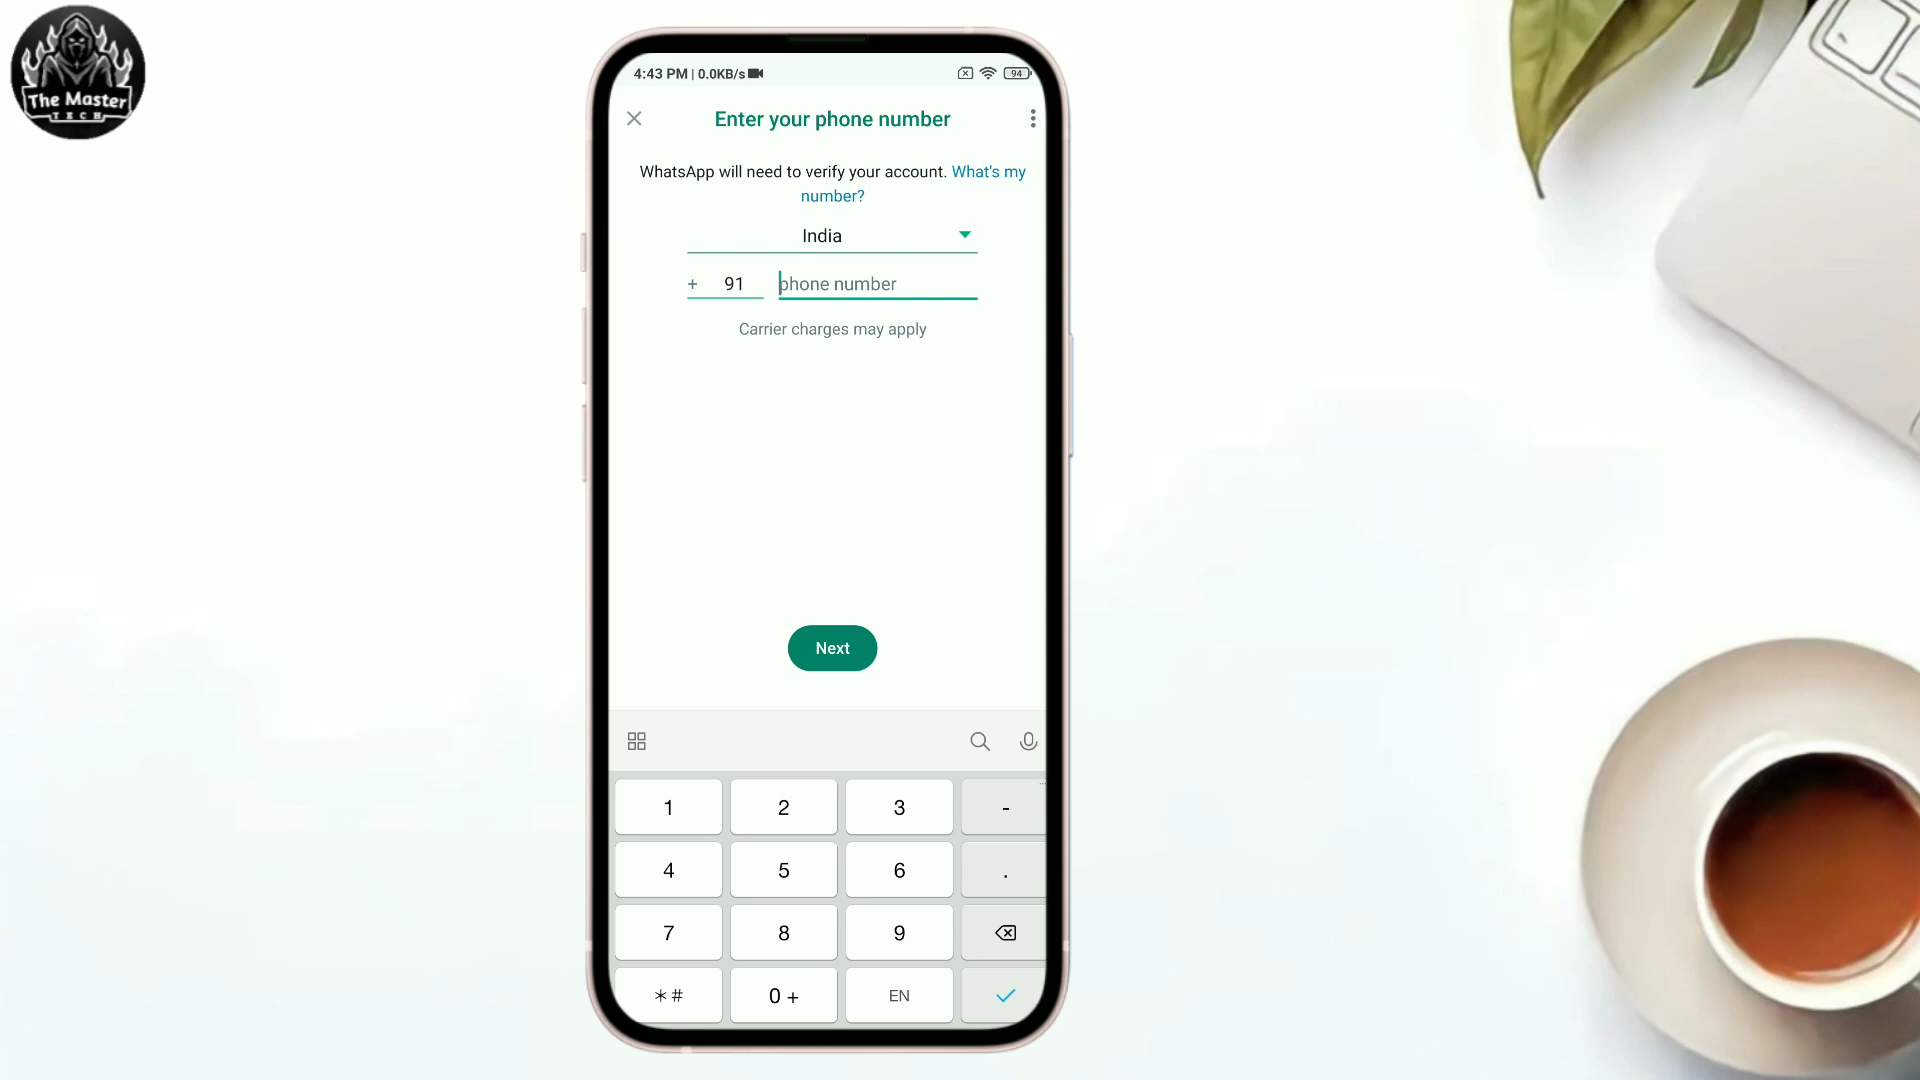 The Master
TECH
4:43 PM | 0.0KB/s
94
Enter your phone number
WhatsApp will need to verify your account. What's my
number?
India
+ 91 phone number
Carrier charges may apply
Next
1 2 3 -
4 5 6 .
7 8 9
*# 0 + EN